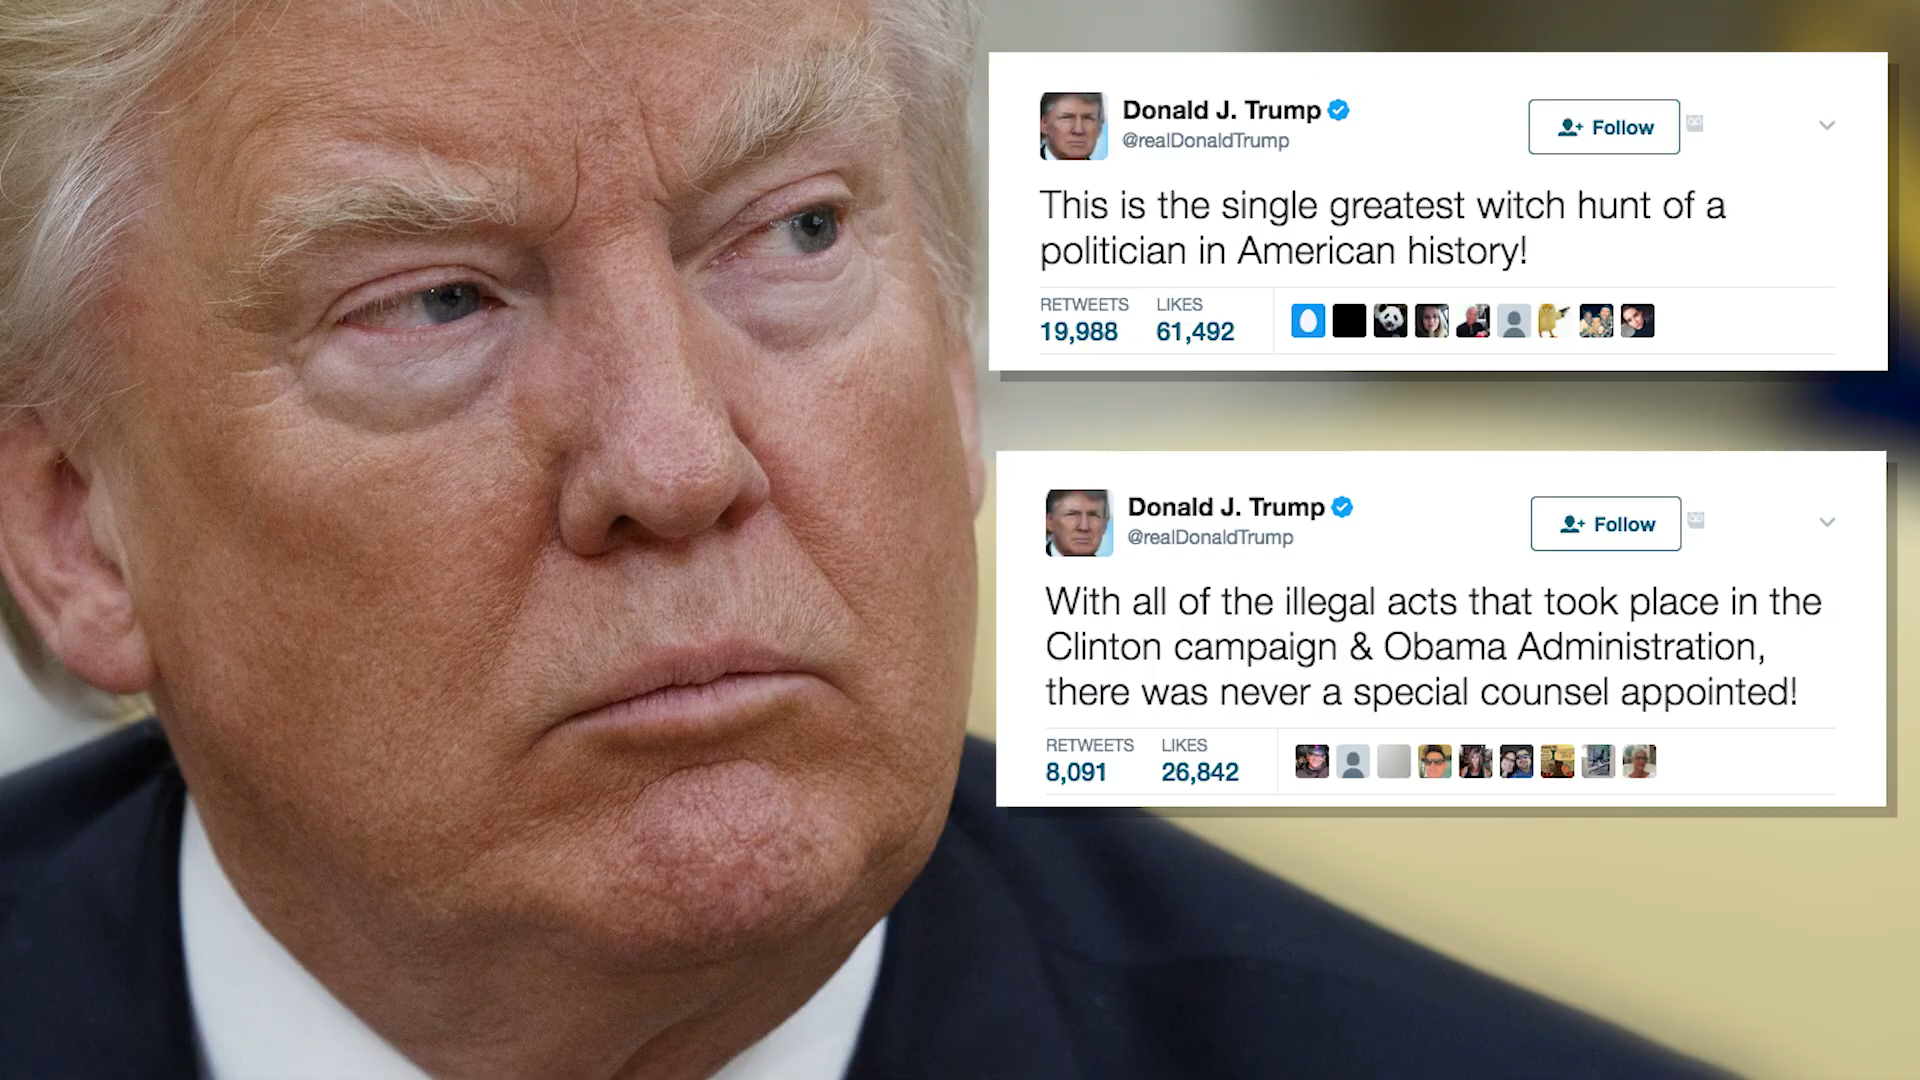 Donald J. Trump
@realDonaldTrump
Follow
This is the single greatest witch hunt of a
politician in American history!
RETWEETS LIKES
19,988 61,492
Donald J. Trump
@realDonaldTrump
Follow
With all of the illegal acts that took place in the
Clinton campaign & Obama Administration,
there was never a special counsel appointed!
RETWEETS LIKES
8,091 26,842